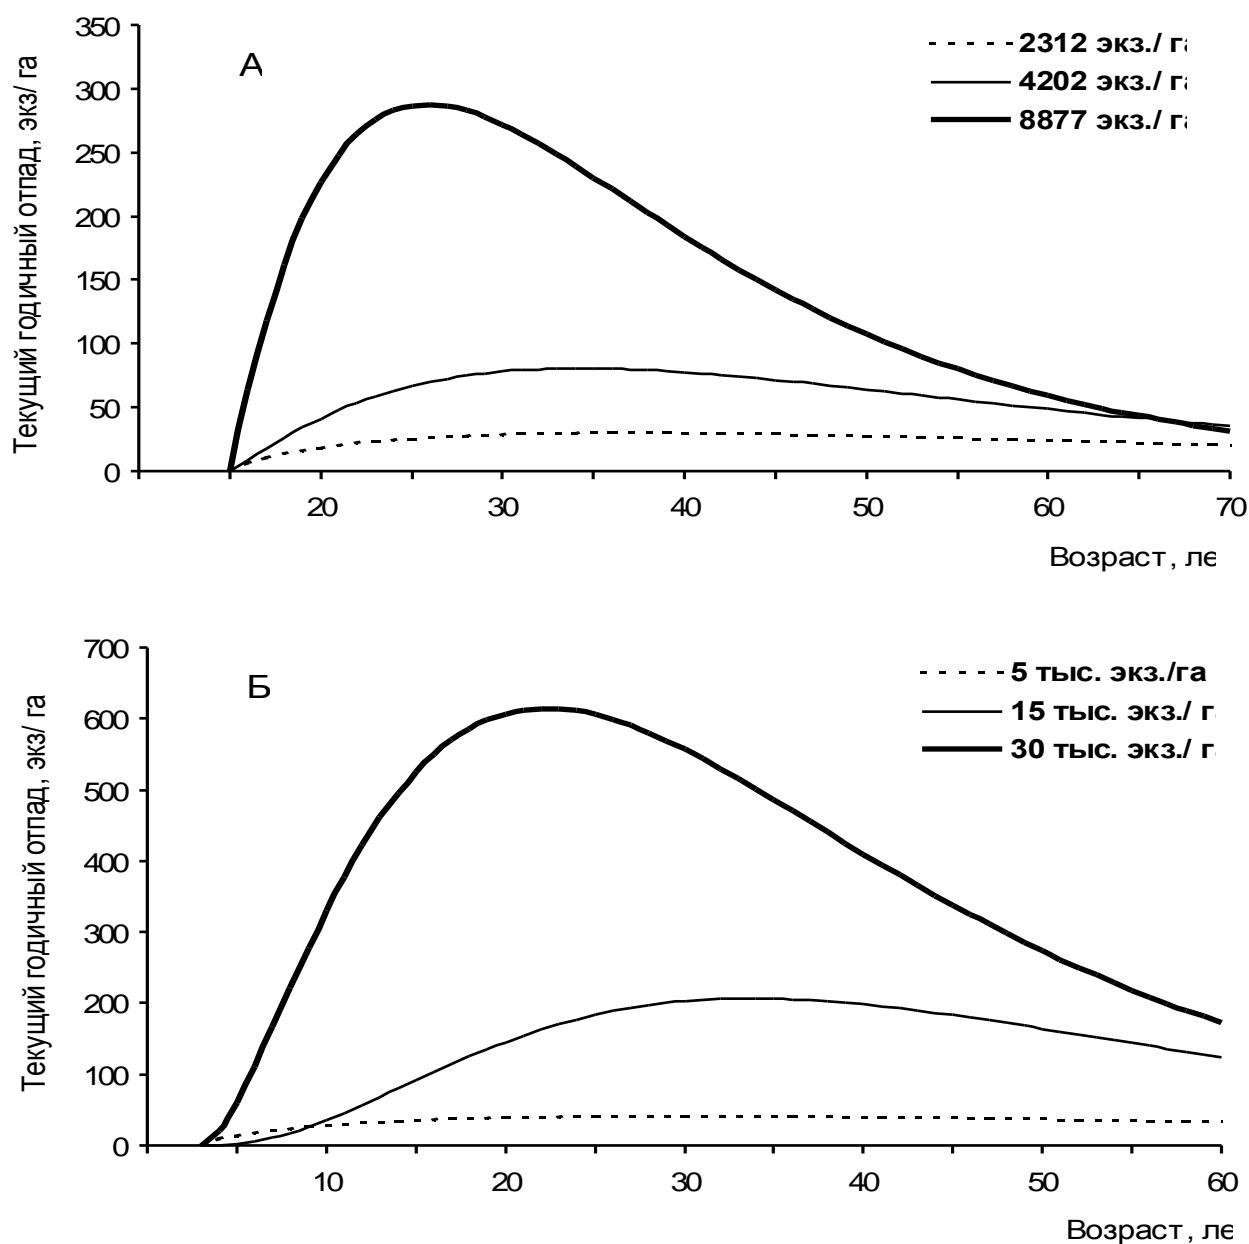 350
300
250
200
150
100
50
0
Текущий годичный отпад, экз/ га
А
2312 экз./ га
4202 экз./ га
8877 экз./ га
20 30 40 50 60 70
Возраст, ле
700
600
500
400
300
200
100
0
Текущий годичный отпад, экз/ га
Б
5 тыс. экз./га
15 тыс. экз./ г
30 тыс. экз./ г
10 20 30 40 50 60
Возраст, ле